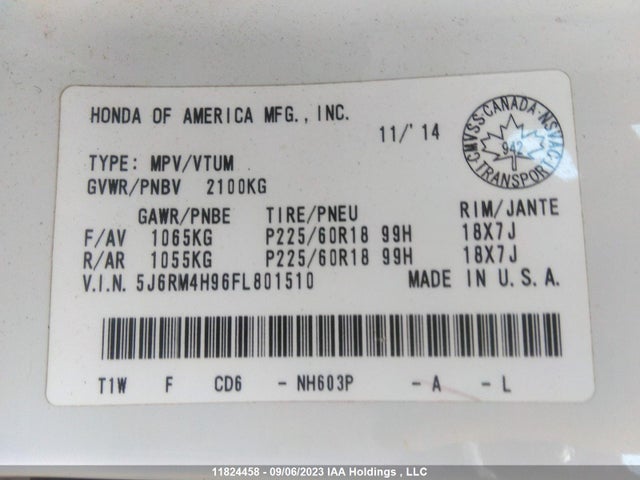 HONDA OF AMERICA MFG., INC.
11/'14
CMVSS-CANADA-NSVAC
942
TRANSPORT
TYPE: MPV/VTUM
GVWR/PNBV 2100KG
GAWR/PNBE TIRE/PNEU RIM/JANTE
F/AV 1065KG P225/60R18 99H 18X7J
R/AR 1055KG P225/60R18 99H 18X7J
V.I.N. 5J6RM4H96FL801510 MADE IN U.S.A.
T1W F CD6 - NH603P - A - L
11824458 - 09/06/2023 IAA Holdings , LLC